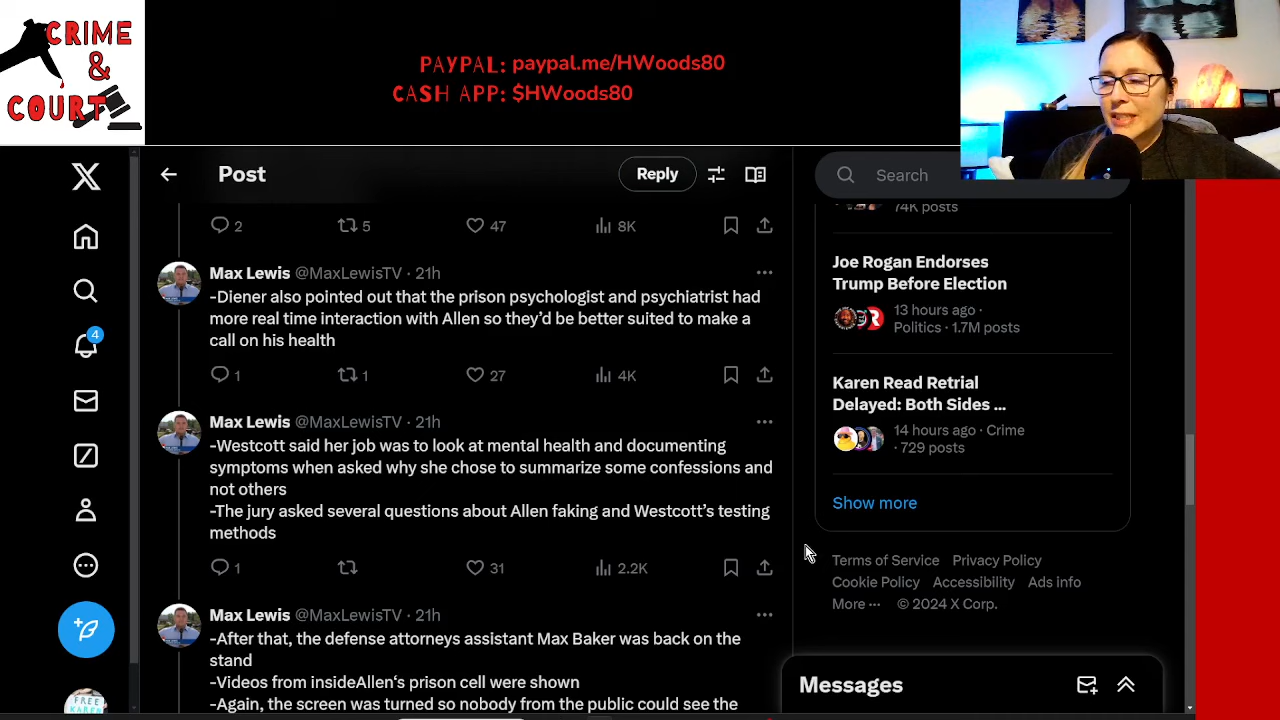 CRIME
&
COURT
PAYPAL: paypal.me/HWoods80
CASH APP: $HWoods80
Post
Reply
Search
2 5 47 8K
74K posts
Max Lewis @MaxLewisTV · 21h
-Diener also pointed out that the prison psychologist and psychiatrist had
more real time interaction with Allen so they'd be better suited to make a
call on his health
1 1 27 4K
Max Lewis @MaxLewisTV · 21h
-Westcott said her job was to look at mental health and documenting
symptoms when asked why she chose to summarize some confessions and
not others
-The jury asked several questions about Allen faking and Westcott's testing
methods
1 31 2.2K
Max Lewis @MaxLewisTV · 21h
-After that, the defense attorneys assistant Max Baker was back on the
stand
-Videos from insideAllen‘s prison cell were shown
-Again, the screen was turned so nobody from the public could see the
Joe Rogan Endorses
Trump Before Election
13 hours ago ·
Politics · 1.7M posts
Karen Read Retrial
Delayed: Both Sides ...
14 hours ago · Crime
· 729 posts
Show more
Terms of Service Privacy Policy
Cookie Policy Accessibility Ads info
More ··· © 2024 X Corp.
Messages
4
FREE
KAREN